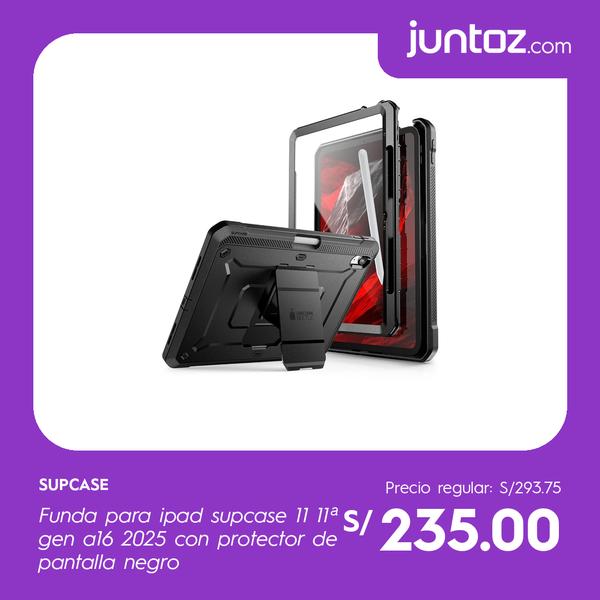 juntoz.com
SUPCASE
Funda para ipad supcase 11 11ª
gen a16 2025 con protector de
pantalla negro
Precio regular: S/293.75
S/ 235.00